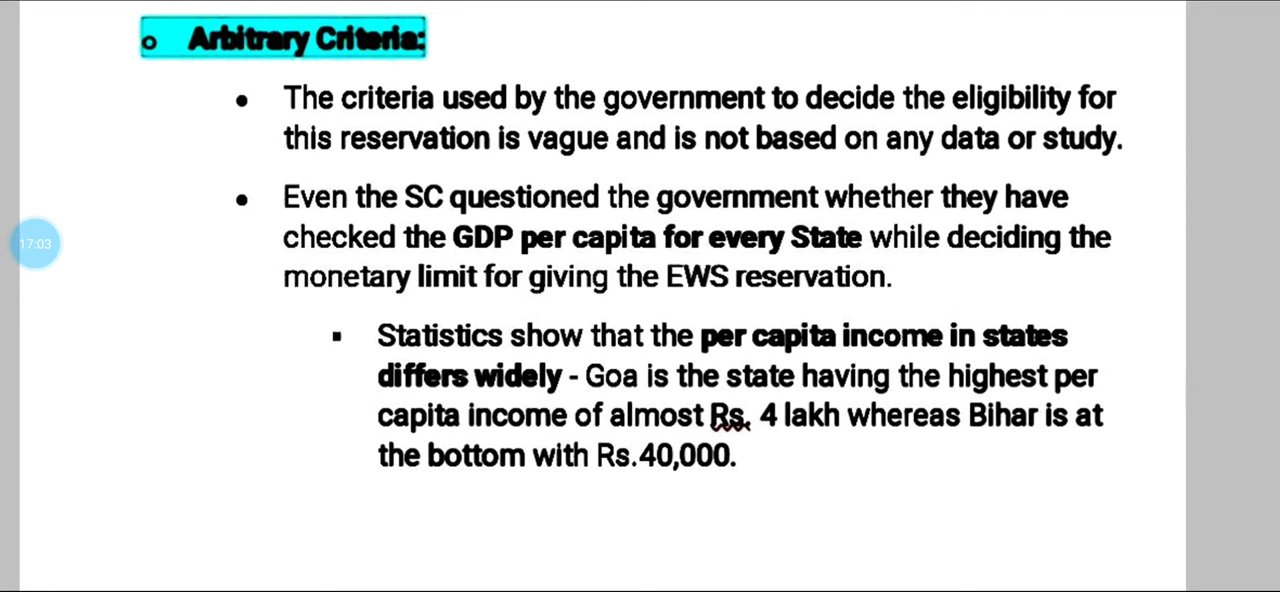 o Arbitrary Criteria:
• The criteria used by the government to decide the eligibility for
this reservation is vague and is not based on any data or study.
• Even the SC questioned the government whether they have
17:03
checked the GDP per capita for every State while deciding the
monetary limit for giving the EWS reservation.
▪ Statistics show that the per capita income in states
differs widely - Goa is the state having the highest per
capita income of almost Rs. 4 lakh whereas Bihar is at
the bottom with Rs.40,000.